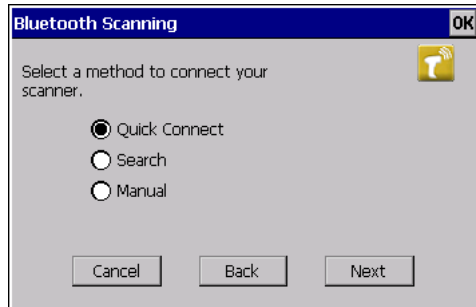 Bluetooth Scanning OK
Select a method to connect your
scanner.
Quick Connect
Search
Manual
Cancel Back Next